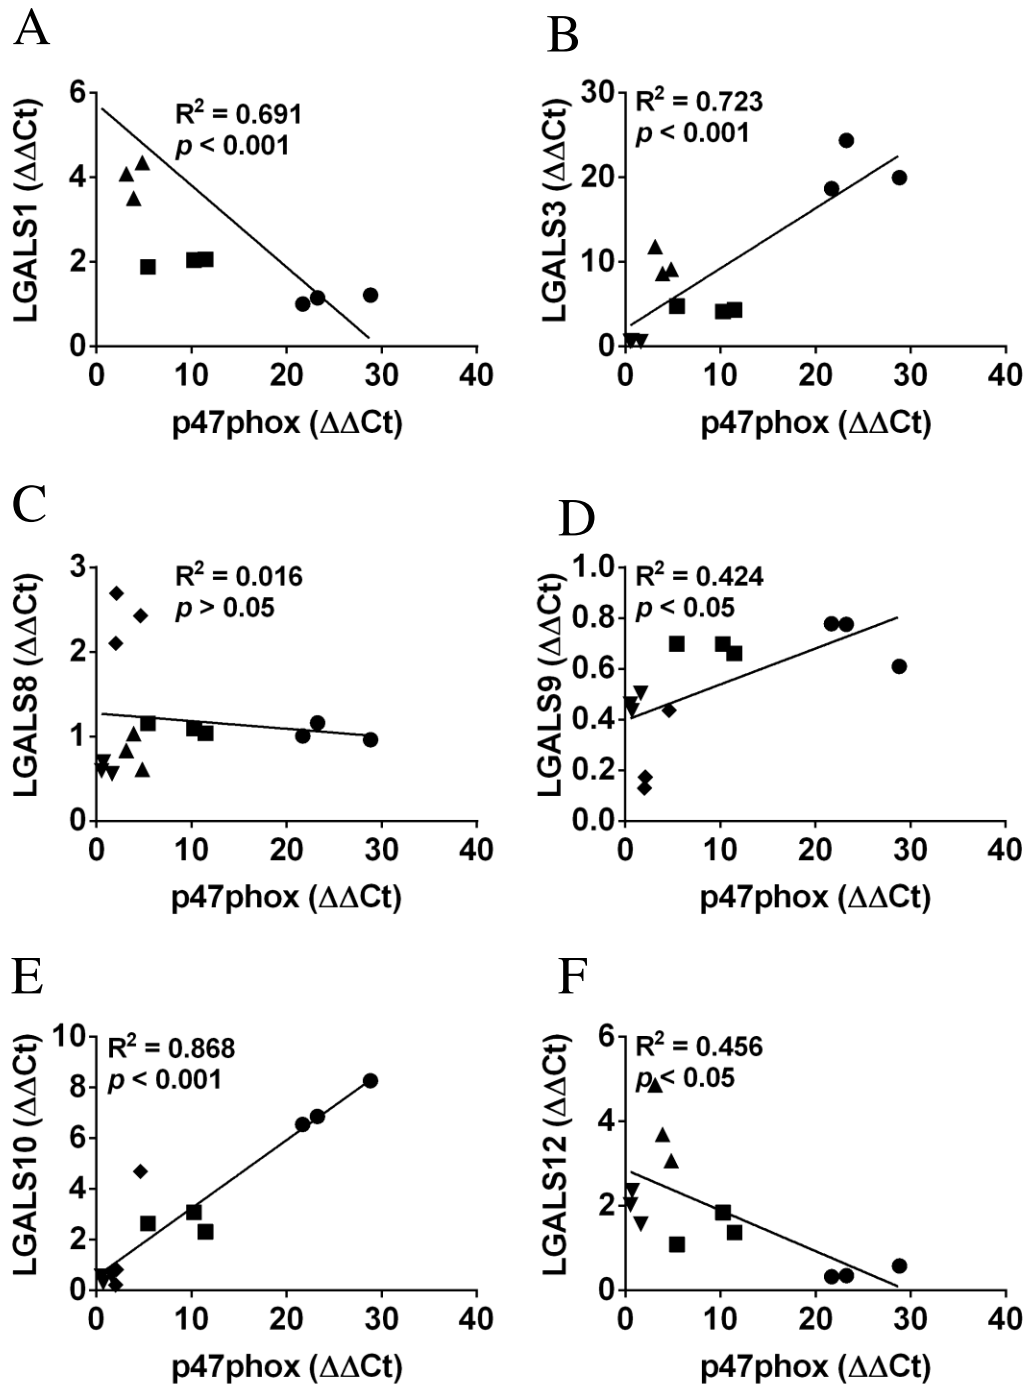 A
LGALS1 (ΔΔCt)
R² = 0.691
p < 0.001
6
4
2
0
0 10 20 30 40
p47phox (ΔΔCt)
B
LGALS3 (ΔΔCt)
R² = 0.723
p < 0.001
30
20
10
0
0 10 20 30 40
p47phox (ΔΔCt)
C
LGALS8 (ΔΔCt)
R² = 0.016
p > 0.05
3
2
1
0
0 10 20 30 40
p47phox (ΔΔCt)
D
LGALS9 (ΔΔCt)
R² = 0.424
p < 0.05
1.0
0.8
0.6
0.4
0.2
0.0
0 10 20 30 40
p47phox (ΔΔCt)
E
LGALS10 (ΔΔCt)
R² = 0.868
p < 0.001
10
8
6
4
2
0
0 10 20 30 40
p47phox (ΔΔCt)
F
LGALS12 (ΔΔCt)
R² = 0.456
p < 0.05
6
4
2
0
0 10 20 30 40
p47phox (ΔΔCt)